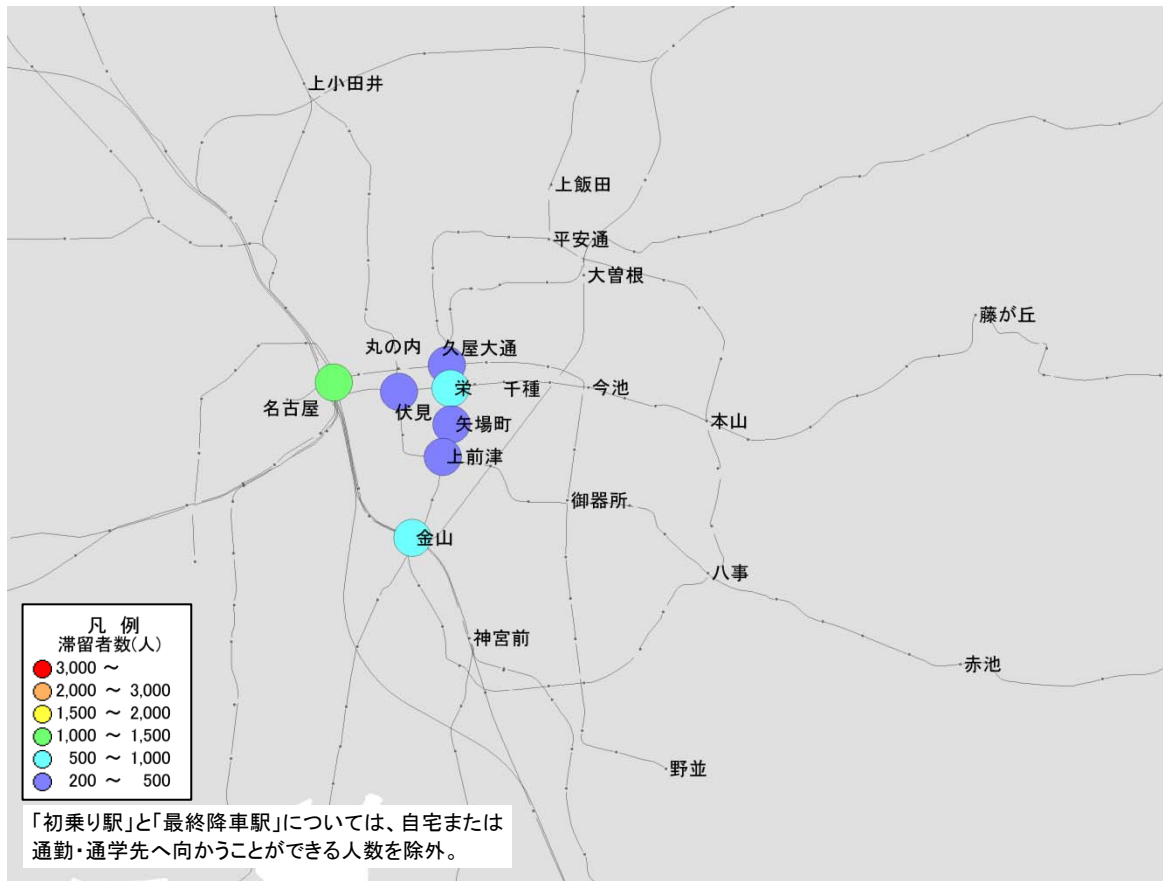 上小田井
上飯田
平安通
大曽根
藤が丘
丸の内
久屋大通
栄
千種
今池
名古屋
伏見
矢場町
本山
上前津
御器所
金山
八事
神宮前
赤池
野並
凡 例
滞留者数(人)
3,000 ～
2,000 ～ 3,000
1,500 ～ 2,000
1,000 ～ 1,500
500 ～ 1,000
200 ～ 500
「初乗り駅」と「最終降車駅」については、自宅または
通勤・通学先へ向かうことができる人数を除外。